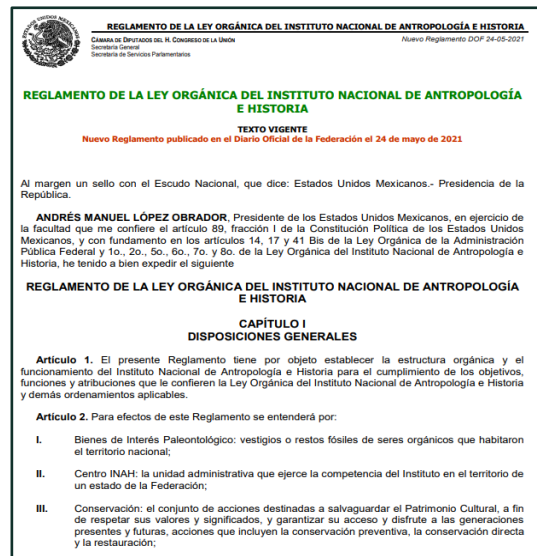 REGLAMENTO DE LA LEY ORGÁNICA DEL INSTITUTO NACIONAL DE ANTROPOLOGÍA E HISTORIA
CÁMARA DE DIPUTADOS DEL H. CONGRESO DE LA UNIÓN
Nuevo Reglamento DOF 24-05-2021
Secretaría General
Secretaría de Servicios Parlamentarios
REGLAMENTO DE LA LEY ORGÁNICA DEL INSTITUTO NACIONAL DE ANTROPOLOGÍA
E HISTORIA
TEXTO VIGENTE
Nuevo Reglamento publicado en el Diario Oficial de la Federación el 24 de mayo de 2021
Al margen un sello con el Escudo Nacional, que dice: Estados Unidos Mexicanos.- Presidencia de la
República.
ANDRÉS MANUEL LÓPEZ OBRADOR, Presidente de los Estados Unidos Mexicanos, en ejercicio de
la facultad que me confiere el artículo 89, fracción I de la Constitución Política de los Estados Unidos
Mexicanos, y con fundamento en los artículos 14, 17 y 41 Bis de la Ley Orgánica de la Administración
Pública Federal y 1o., 2o., 5o., 6o., 7o. y 8o. de la Ley Orgánica del Instituto Nacional de Antropología e
Historia, he tenido a bien expedir el siguiente
REGLAMENTO DE LA LEY ORGÁNICA DEL INSTITUTO NACIONAL DE ANTROPOLOGÍA
E HISTORIA
CAPÍTULO I
DISPOSICIONES GENERALES
Artículo 1. El presente Reglamento tiene por objeto establecer la estructura orgánica y el
funcionamiento del Instituto Nacional de Antropología e Historia para el cumplimiento de los objetivos,
funciones y atribuciones que le confieren la Ley Orgánica del Instituto Nacional de Antropología e Historia
y demás ordenamientos aplicables.
Artículo 2. Para efectos de este Reglamento se entenderá por:
I. Bienes de Interés Paleontológico: vestigios o restos fósiles de seres orgánicos que habitaron
el territorio nacional;
II. Centro INAH: la unidad administrativa que ejerce la competencia del Instituto en el territorio de
un estado de la Federación;
III. Conservación: el conjunto de acciones destinadas a salvaguardar el Patrimonio Cultural, a fin
de respetar sus valores y significados, y garantizar su acceso y disfrute a las generaciones
presentes y futuras, acciones que incluyen la conservación preventiva, la conservación directa
y la restauración;